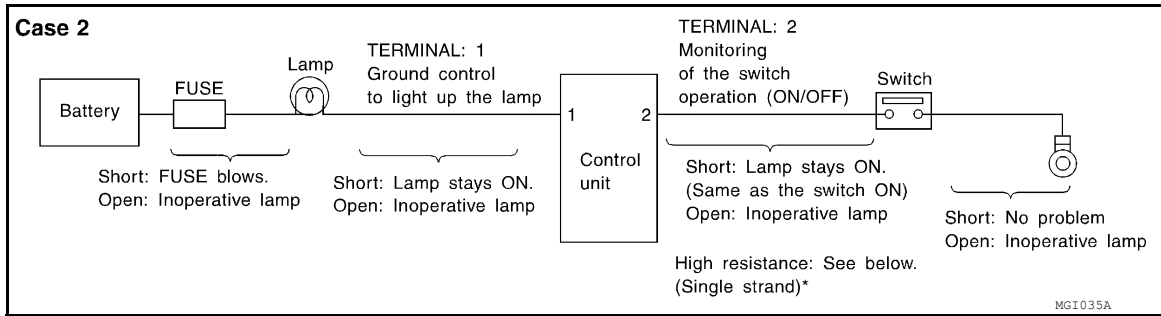 Case 2
Battery
FUSE
Lamp
TERMINAL: 1
Ground control
to light up the lamp
TERMINAL: 2
Monitoring
of the switch
operation (ON/OFF)
Switch
1
2
Control
unit
Short: FUSE blows.
Open: Inoperative lamp
Short: Lamp stays ON.
Open: Inoperative lamp
Short: Lamp stays ON.
(Same as the switch ON)
Open: Inoperative lamp
Short: No problem
Open: Inoperative lamp
High resistance: See below.
(Single strand)*
MGI035A